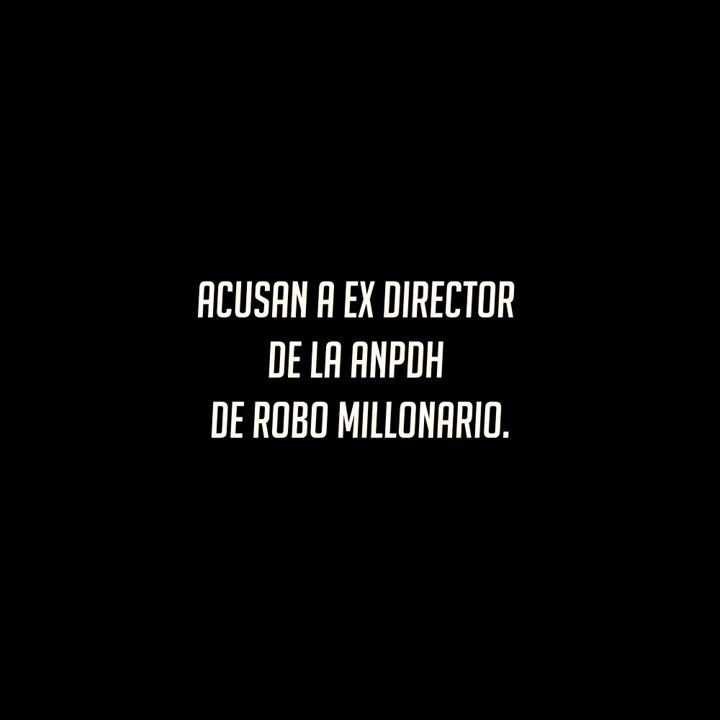 ACUSAN A EX DIRECTOR
DE LA ANPDH
DE ROBO MILLONARIO.